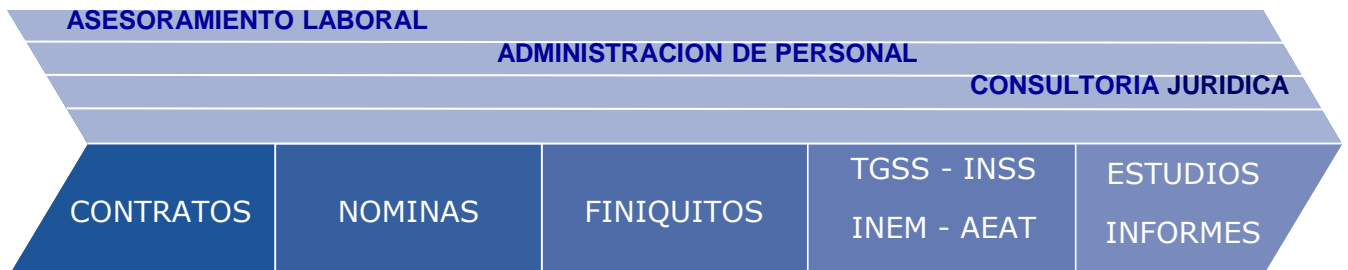 ASESORAMIENTO LABORAL
ADMINISTRACION DE PERSONAL
CONSULTORIA JURIDICA
CONTRATOS
NOMINAS
FINIQUITOS
TGSS - INSS
INEM - AEAT
ESTUDIOS
INFORMES